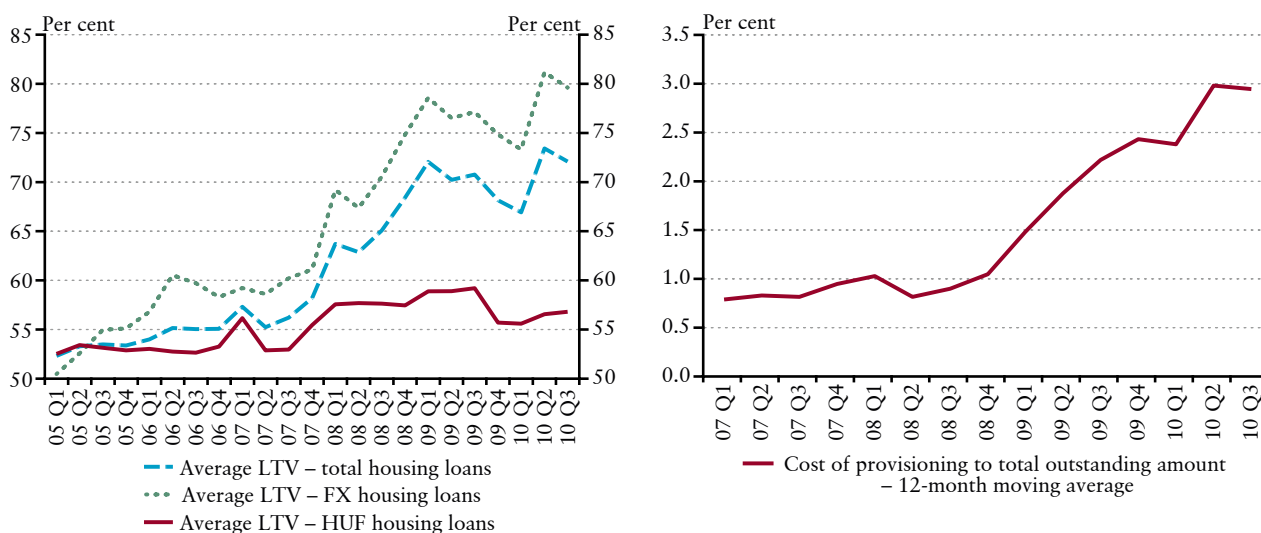 Per cent
Per cent
85
80
75
70
65
60
55
50
85
80
75
70
65
60
55
50
05 Q1
05 Q2
05 Q3
05 Q4
06 Q1
06 Q2
06 Q3
06 Q4
07 Q1
07 Q2
07 Q3
07 Q4
08 Q1
08 Q2
08 Q3
08 Q4
09 Q1
09 Q2
09 Q3
09 Q4
10 Q1
10 Q2
10 Q3
Average LTV – total housing loans
Average LTV – FX housing loans
Average LTV – HUF housing loans
Per cent
3.5
3.0
2.5
2.0
1.5
1.0
0.5
0.0
07 Q1
07 Q2
07 Q3
07 Q4
08 Q1
08 Q2
08 Q3
08 Q4
09 Q1
09 Q2
09 Q3
09 Q4
10 Q1
10 Q2
10 Q3
Cost of provisioning to total outstanding amount
– 12-month moving average